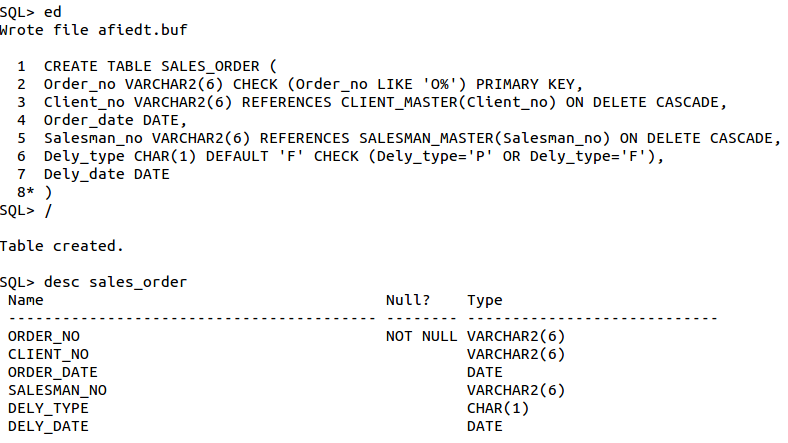 SQL> ed
Wrote file afiedt.buf
1 CREATE TABLE SALES_ORDER (
2 Order_no VARCHAR2(6) CHECK (Order_no LIKE 'O%') PRIMARY KEY,
3 Client_no VARCHAR2(6) REFERENCES CLIENT_MASTER(Client_no) ON DELETE CASCADE,
4 Order_date DATE,
5 Salesman_no VARCHAR2(6) REFERENCES SALESMAN_MASTER(Salesman_no) ON DELETE CASCADE,
6 Dely_type CHAR(1) DEFAULT 'F' CHECK (Dely_type='P' OR Dely_type='F'),
7 Dely_date DATE
8* )
SQL> /
Table created.
SQL> desc sales_order
Name Null? Type
----------------------------------------- -------- ----------------------------
ORDER_NO NOT NULL VARCHAR2(6)
CLIENT_NO VARCHAR2(6)
ORDER_DATE DATE
SALESMAN_NO VARCHAR2(6)
DELY_TYPE CHAR(1)
DELY_DATE DATE